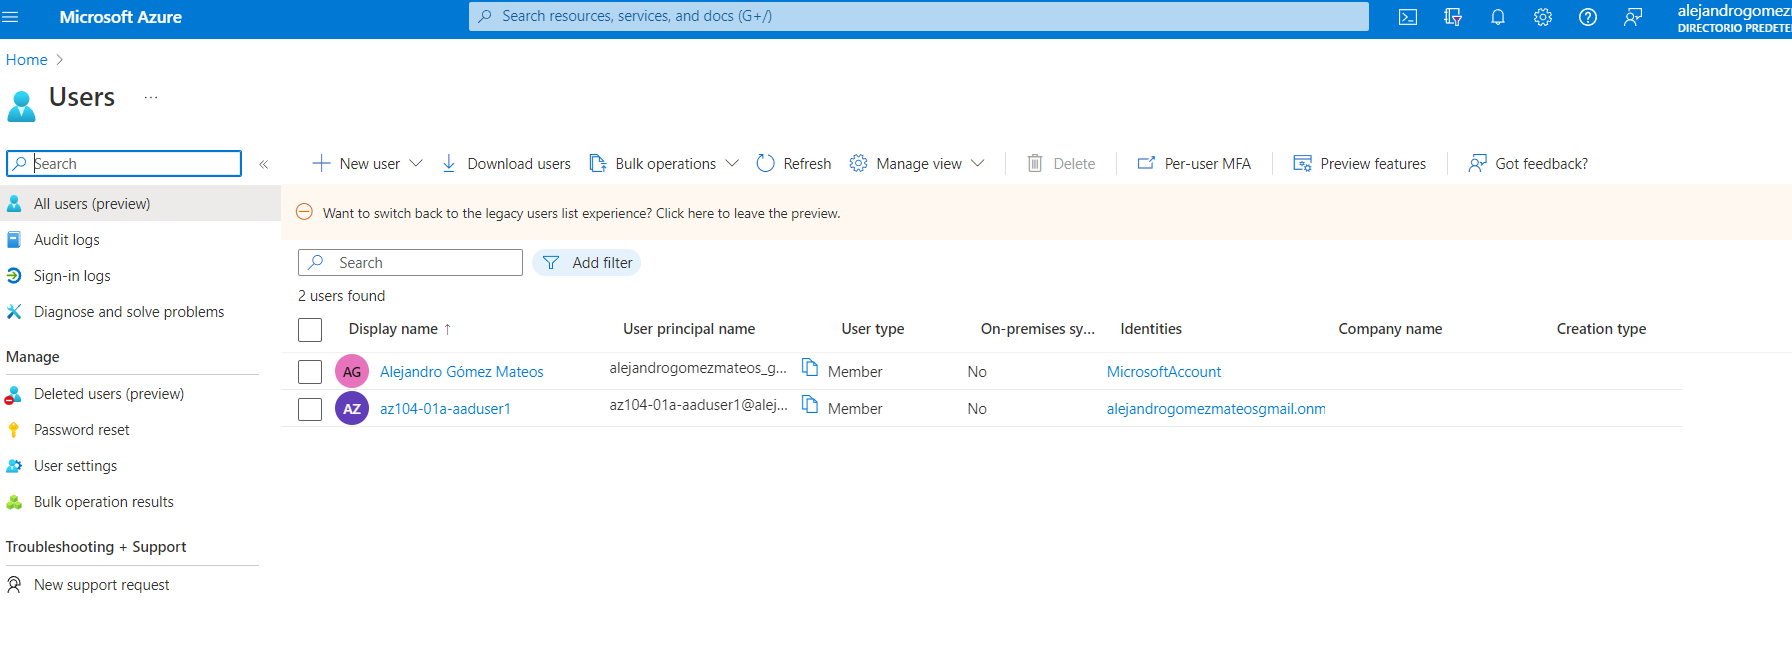 Microsoft Azure
Search resources, services, and docs (G+/)
alejandrogomezm
DIRECTORIO PREDETE
Home >
Users ...
Search «
All users (preview)
Audit logs
Sign-in logs
Diagnose and solve problems
Manage
Deleted users (preview)
Password reset
User settings
Bulk operation results
Troubleshooting + Support
New support request
New user Download users Bulk operations Refresh Manage view Delete Per-user MFA Preview features Got feedback?
Want to switch back to the legacy users list experience? Click here to leave the preview.
Search Add filter
2 users found
Display name ↑ User principal name User type On-premises sy... Identities Company name Creation type
AG Alejandro Gómez Mateos alejandrogomezmateos_g... Member No MicrosoftAccount
AZ az104-01a-aaduser1 az104-01a-aaduser1@alej... Member No alejandrogomezmateosgmail.onm